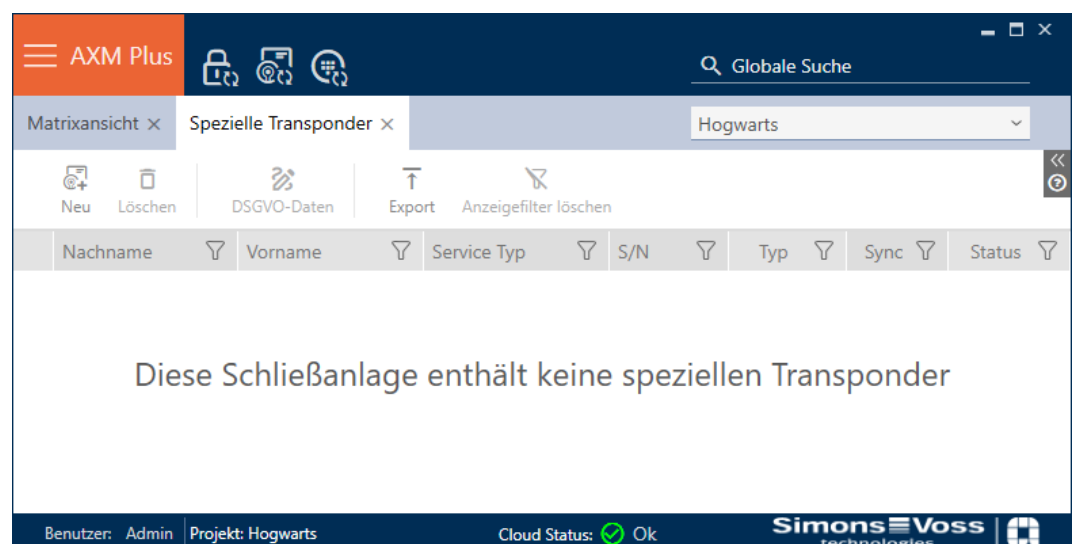 AXM Plus
Globale Suche
Matrixansicht
Spezielle Transponder
Hogwarts
Neu Löschen DSGVO-Daten Export Anzeigefilter löschen
Nachname Vorname Service Typ S/N Typ Sync Status
Diese Schließanlage enthält keine speziellen Transponder
Benutzer: Admin Projekt: Hogwarts Cloud Status: Ok SimonsVoss
technologies